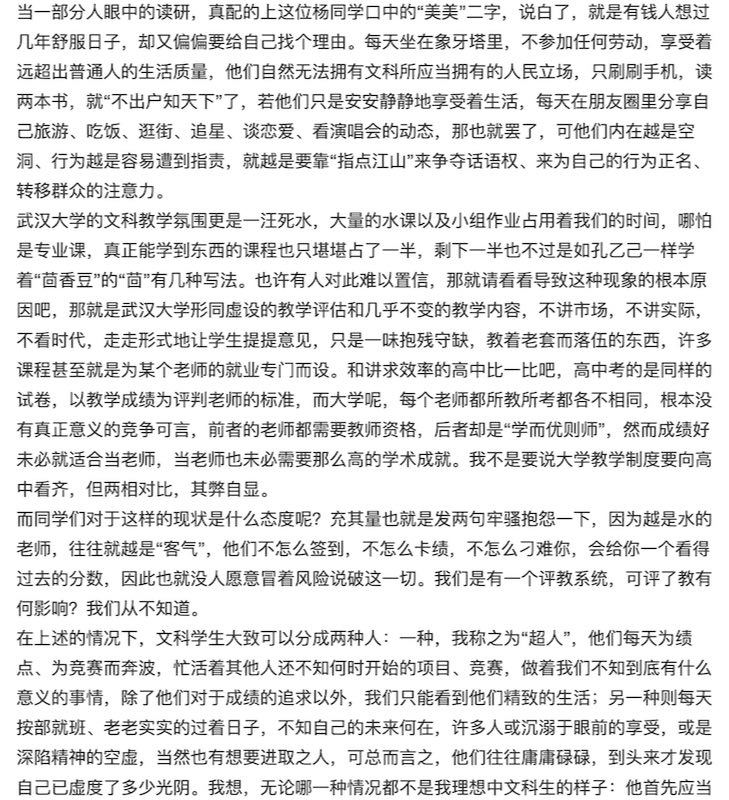 当一部分人眼中的读研，真配的上这位杨同学口中的“美美”二字，说白了，就是有钱人想过
几年舒服日子，却又偏偏要给自己找个理由。每天坐在象牙塔里，不参加任何劳动，享受着
远超出普通人的生活质量，他们自然无法拥有文科所应当拥有的人民立场，只刷刷手机，读
两本书，就“不出户知天下”了，若他们只是安安静静地享受着生活，每天在朋友圈里分享自
己旅游、吃饭、逛街、追星、谈恋爱、看演唱会的动态，那也就罢了，可他们内在越是空
洞、行为越是容易遭到指责，就越是要靠“指点江山”来争夺话语权、来为自己的行为正名、
转移群众的注意力。
武汉大学的文科教学氛围更是一汪死水，大量的水课以及小组作业占用着我们的时间，哪怕
是专业课，真正能学到东西的课程也只堪堪占了一半，剩下一半也不过是如孔乙己一样学
着“茴香豆”的“茴”有几种写法。也许有人对此难以置信，那就请看看导致这种现象的根本原
因吧，那就是武汉大学形同虚设的教学评估和几乎不变的教学内容，不讲市场，不讲实际，
不看时代，走走形式地让学生提提意见，只是一味抱残守缺，教着老套而落伍的东西，许多
课程甚至就是为某个老师的就业专门而设。和讲求效率的高中比一比吧，高中考的是同样的
试卷，以教学成绩为评判老师的标准，而大学呢，每个老师都所教所考都各不相同，根本没
有真正意义的竞争可言，前者的老师都需要教师资格，后者却是“学而优则师”，然而成绩好
未必就适合当老师，当老师也未必需要那么高的学术成就。我不是要说大学教学制度要向高
中看齐，但两相对比，其弊自显。
而同学们对于这样的现状是什么态度呢？充其量也就是发两句牢骚抱怨一下，因为越是水的
老师，往往就越是“客气”，他们不怎么签到，不怎么卡绩，不怎么刁难你，会给你一个看得
过去的分数，因此也就没人愿意冒着风险说破这一切。我们是有一个评教系统，可评了教有
何影响？我们从不知道。
在上述的情况下，文科学生大致可以分成两种人：一种，我称之为“超人”，他们每天为绩
点、为竞赛而奔波，忙活着其他人还不知何时开始的项目、竞赛，做着我们不知到底有什么
意义的事情，除了他们对于成绩的追求以外，我们只能看到他们精致的生活；另一种则每天
按部就班、老老实实的过着日子，不知自己的未来何在，许多人或沉溺于眼前的享受，或是
深陷精神的空虚，当然也有想要进取之人，可总而言之，他们往往庸庸碌碌，到头来才发现
自己已虚度了多少光阴。我想，无论哪一种情况都不是我理想中文科生的样子：他首先应当